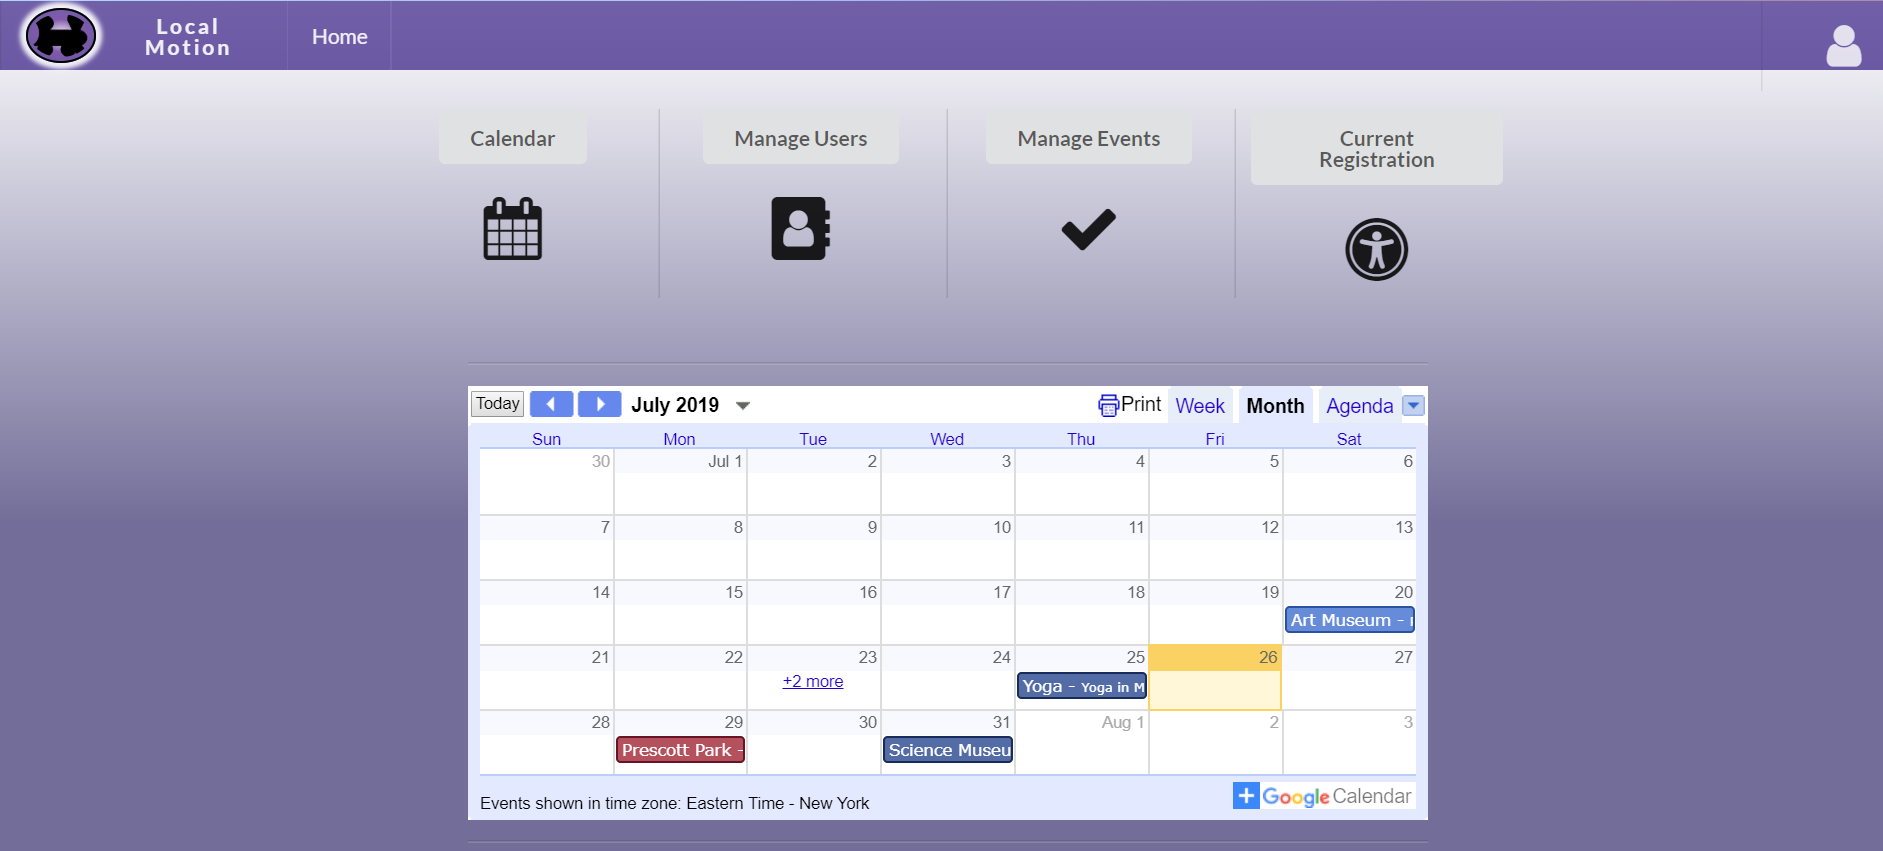 Local
Motion
Home
Calendar
Manage Users
Manage Events
Current
Registration
Today
July 2019
Print
Week
Month
Agenda
Sun Mon Tue Wed Thu Fri Sat
30 Jul 1 2 3 4 5 6
7 8 9 10 11 12 13
14 15 16 17 18 19 20
Art Museum -
21 22 23 24 25 26 27
+2 more
Yoga - Yoga in M
28 29 30 31 Aug 1 2 3
Prescott Park -
Science Museu
Events shown in time zone: Eastern Time - New York
Google Calendar